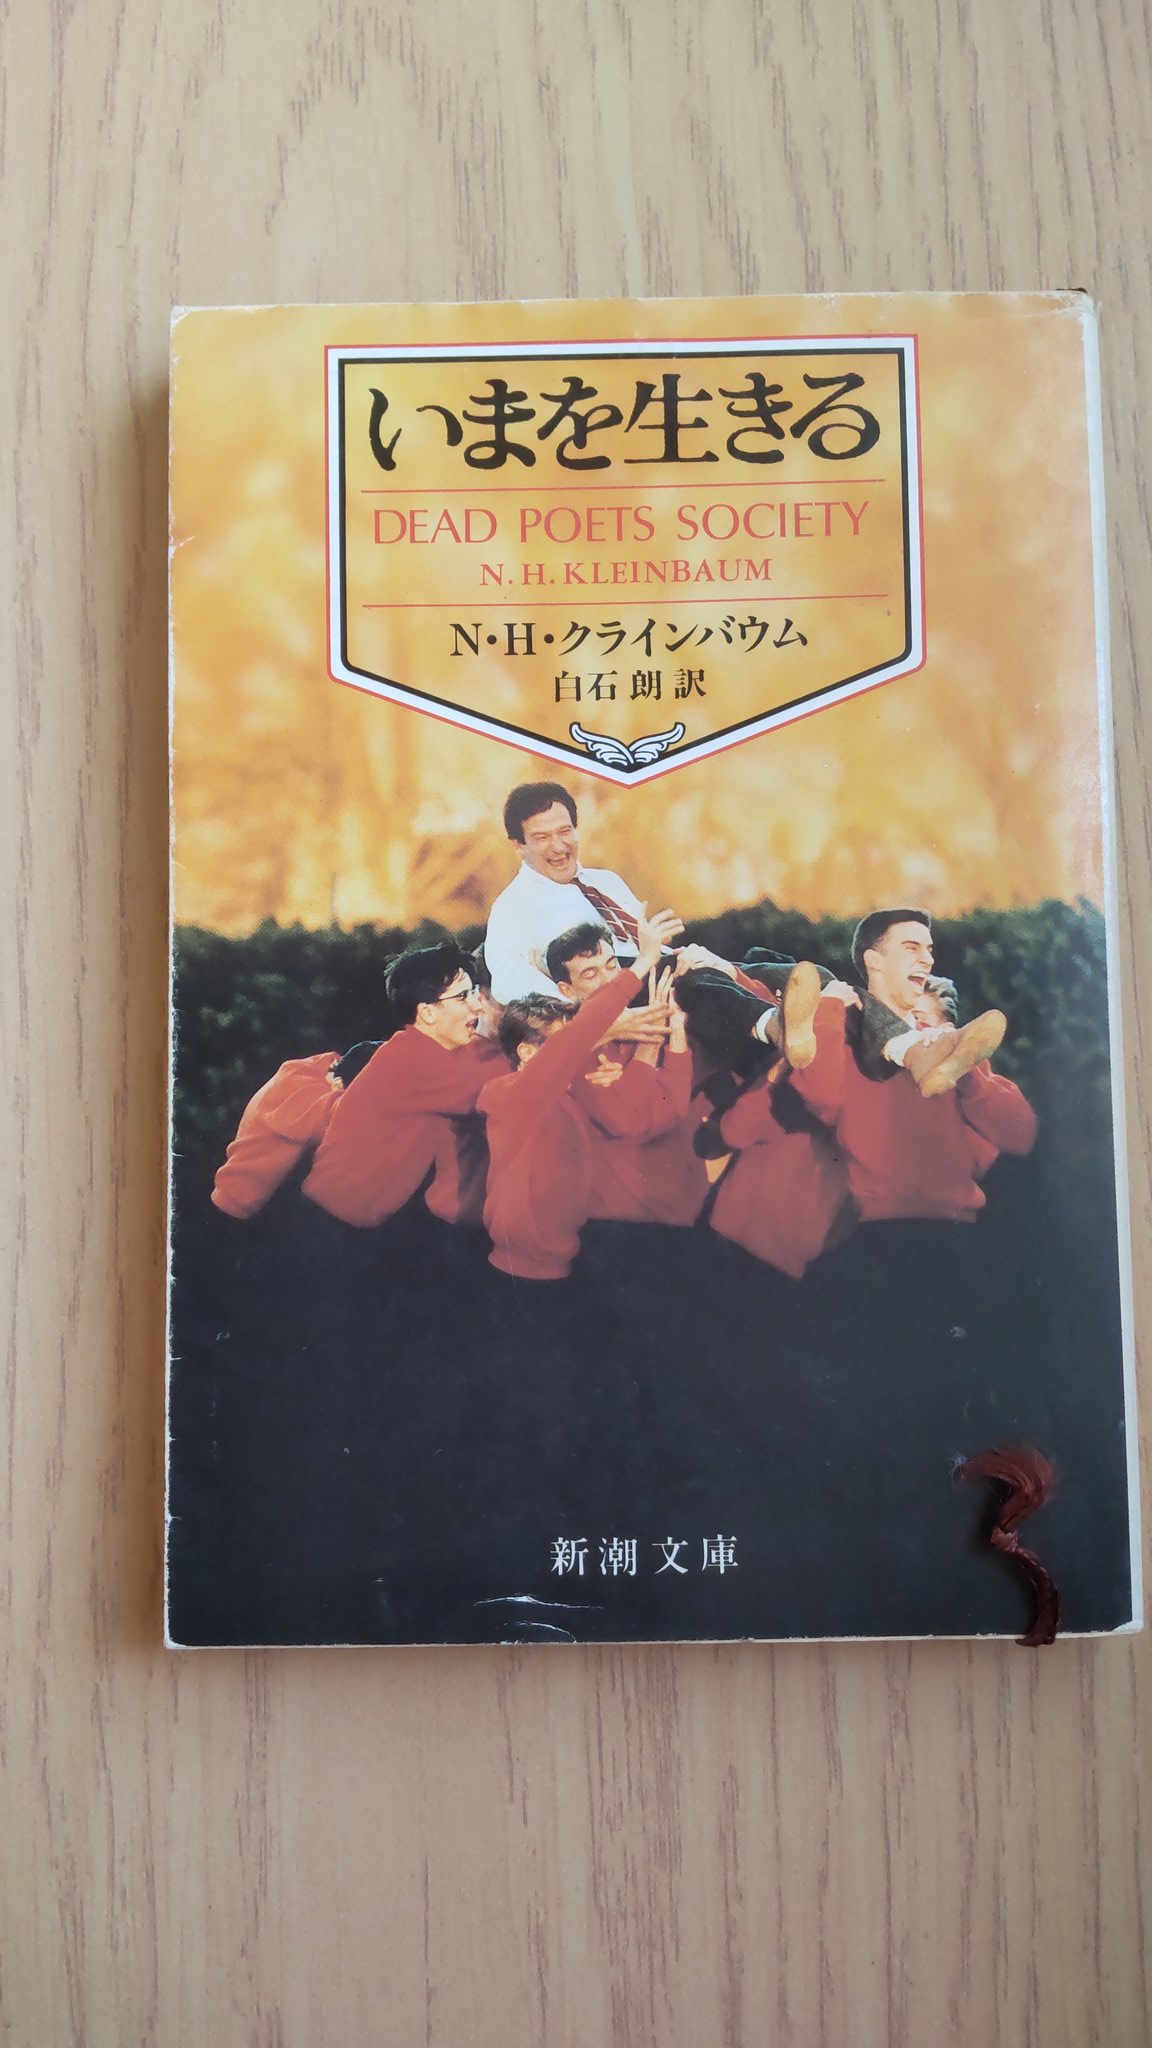 いまを生きる
DEAD POETS SOCIETY
N. H. KLEINBAUM
N・H・クラインバウム
白石 朗 訳
新潮文庫